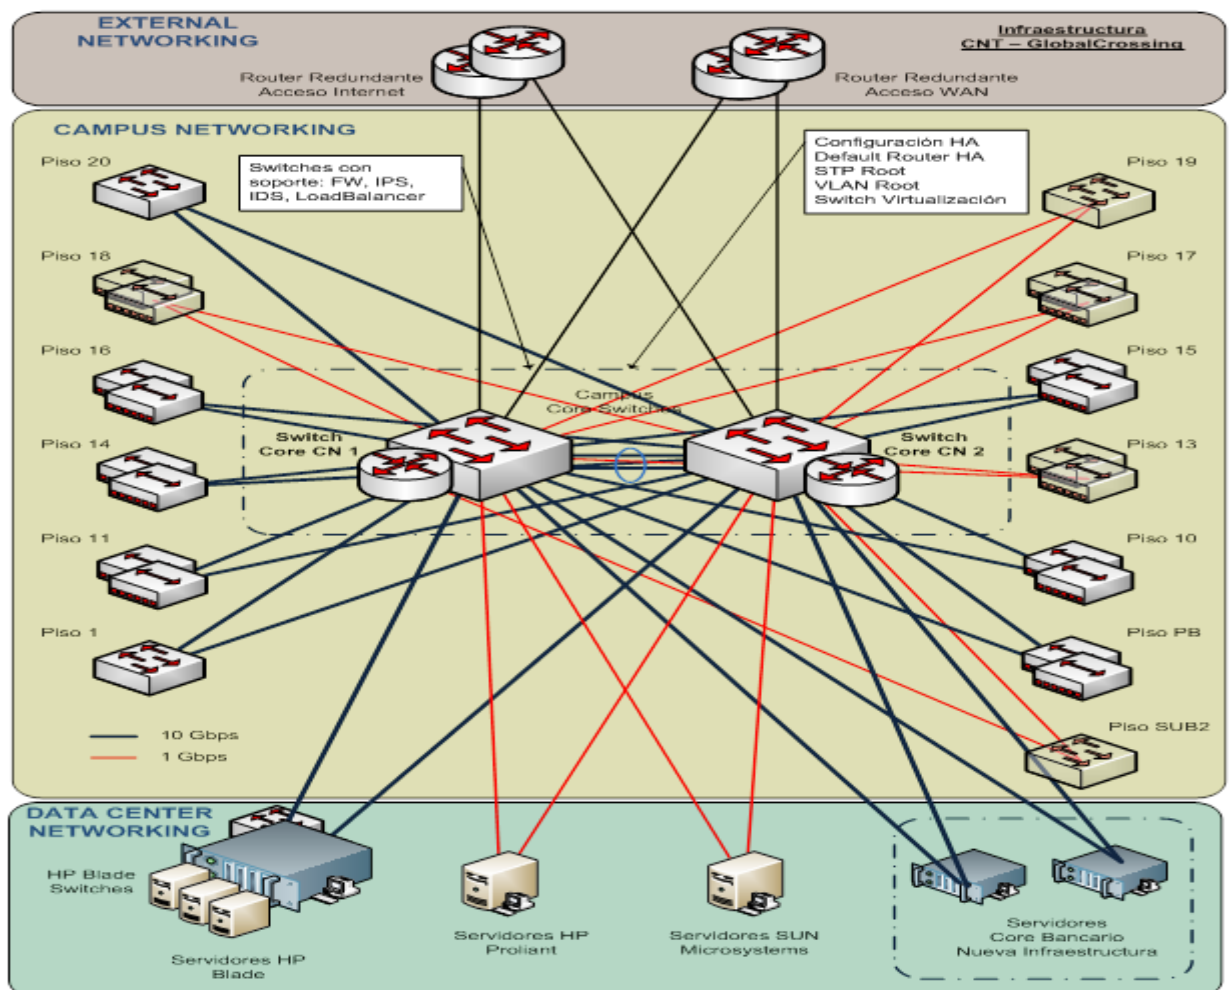 EXTERNAL
NETWORKING
Infraestructura
CNT – GlobalCrossing
Router Redundante
Acceso Internet
Router Redundante
Acceso WAN
CAMPUS NETWORKING
Piso 20
Switches con
soporte: FW, IPS,
IDS, LoadBalancer
Configuración HA
Default Router HA
STP Root
VLAN Root
Switch Virtualización
Piso 19
Piso 18
Piso 17
Piso 16
Piso 15
Campus
Core Switches
Piso 14
Switch
Core CN 1
Switch
Core CN 2
Piso 13
Piso 11
Piso 10
Piso 1
Piso PB
10 Gbps
1 Gbps
Piso SUB2
DATA CENTER
NETWORKING
HP Blade
Switches
Servidores HP
Blade
Servidores HP
Proliant
Servidores SUN
Microsystems
Servidores
Core Bancario
Nueva Infraestructura